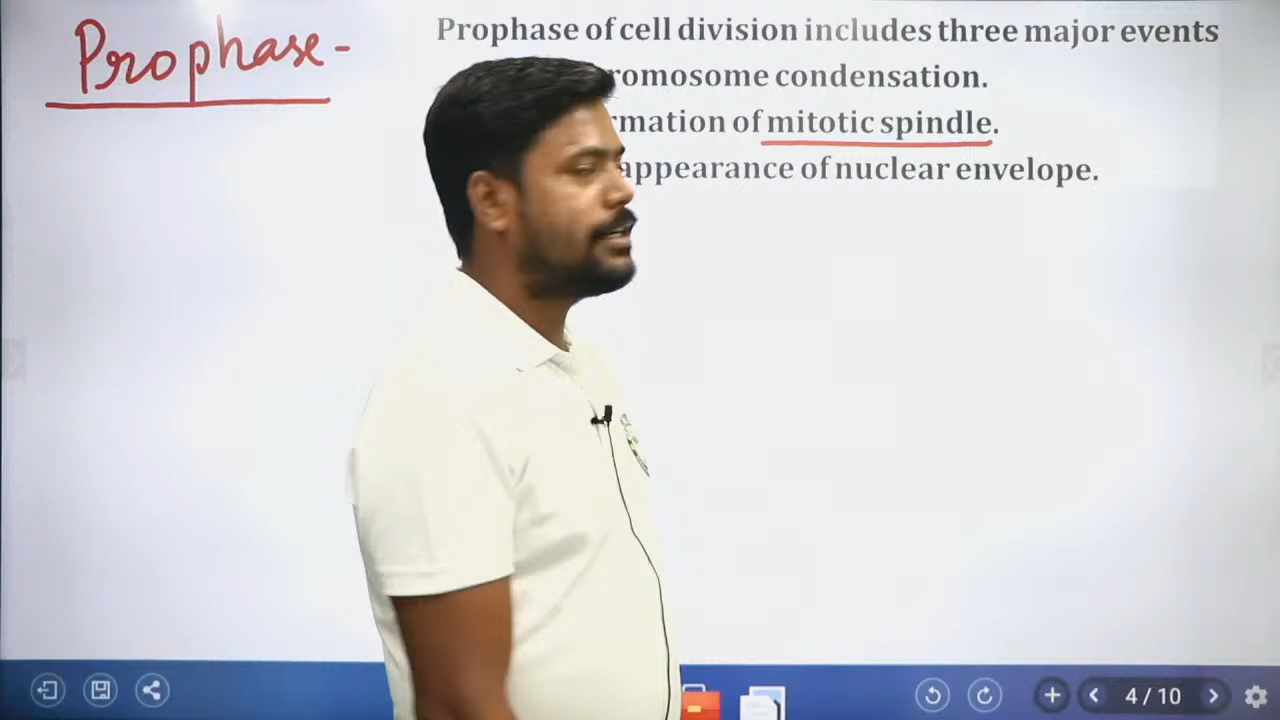 Prophase-
Prophase of cell division includes three major events
romosome condensation.
rmation of mitotic spindle.
appearance of nuclear envelope.
4 / 10